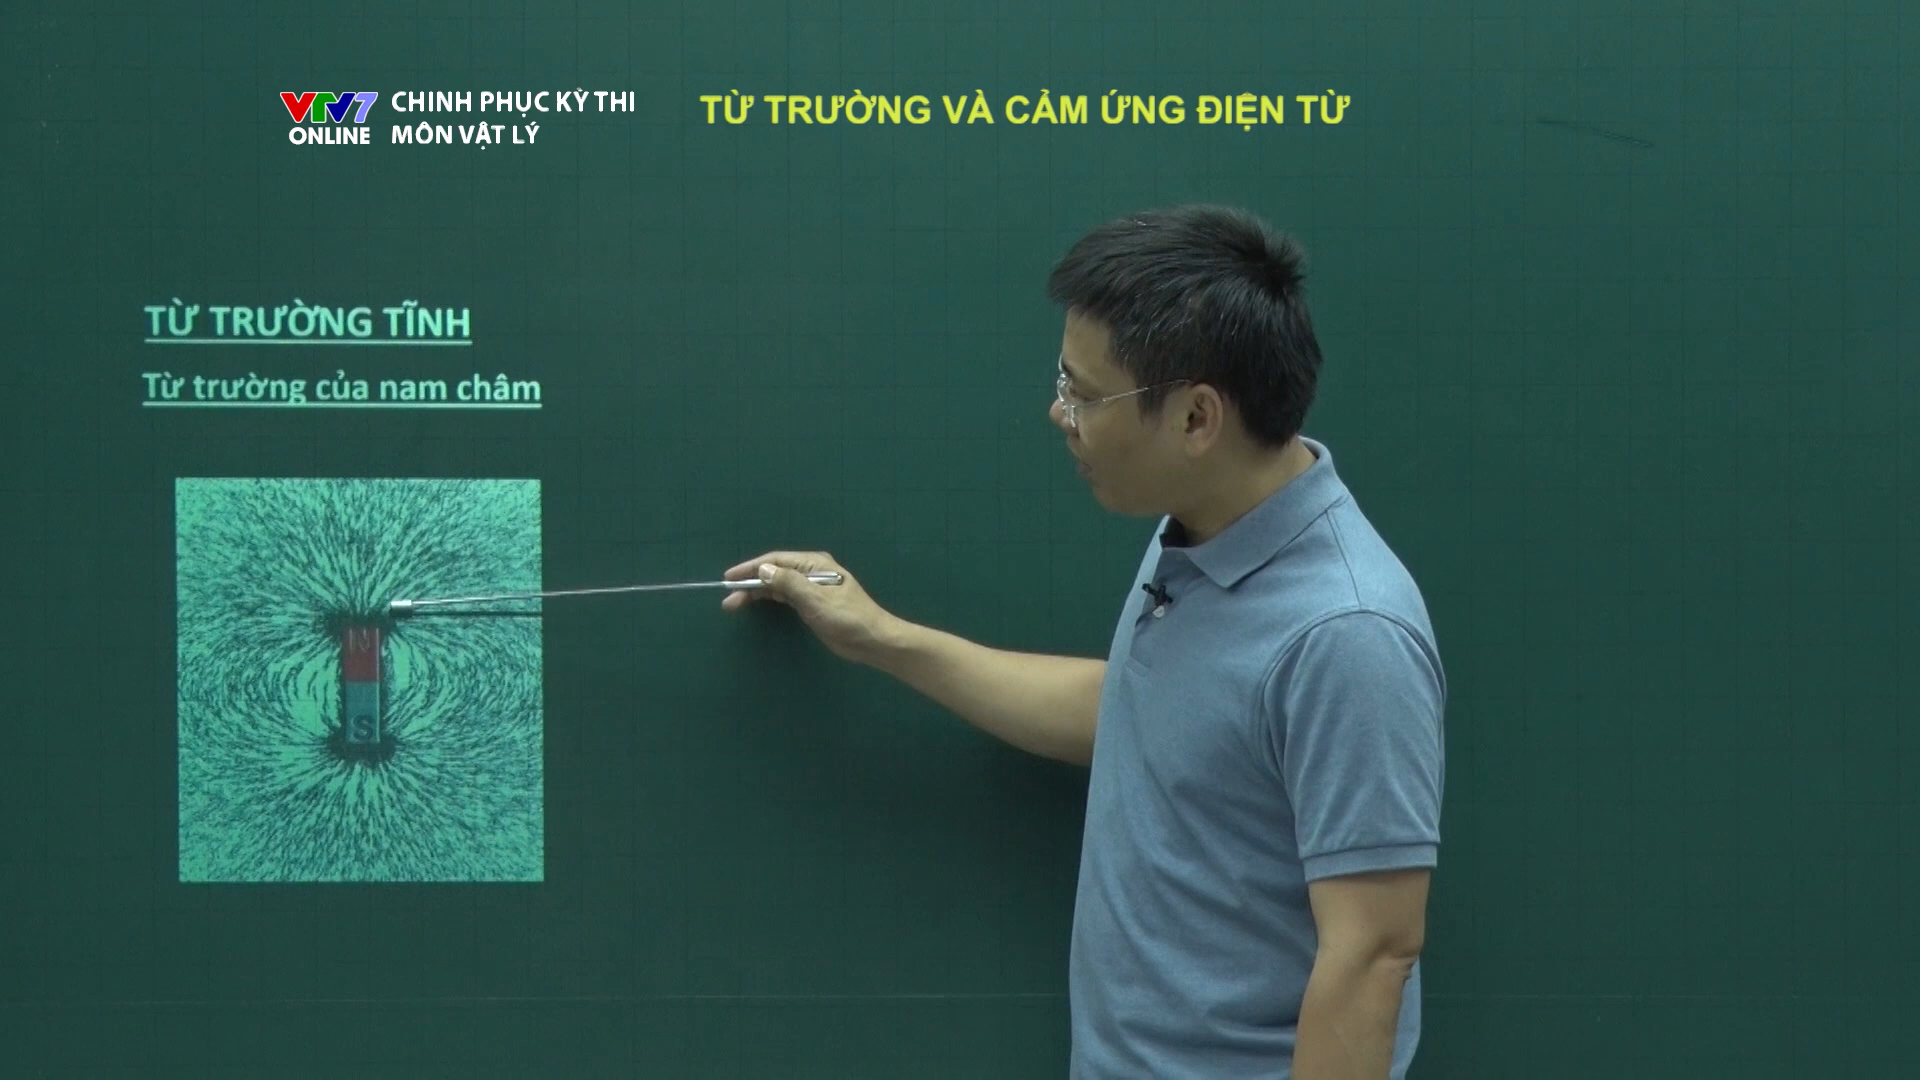 VTV7
ONLINE
CHINH PHỤC KỲ THI
MÔN VẬT LÝ
TỪ TRƯỜNG VÀ CẢM ỨNG ĐIỆN TỪ
TỪ TRƯỜNG TĨNH
Từ trường của nam châm
N
S